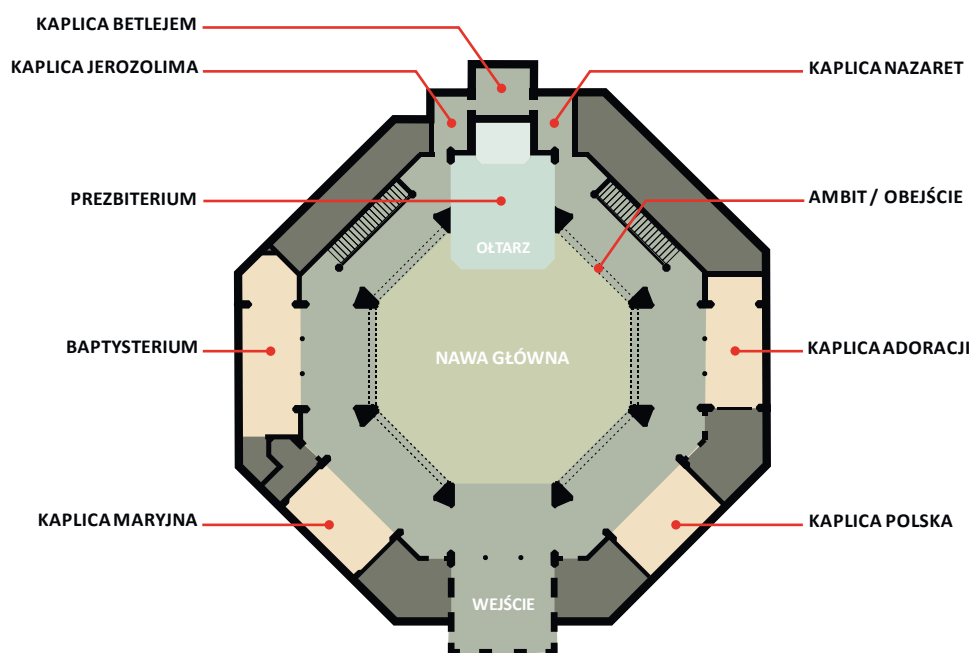 KAPLICA BETLEJEM
KAPLICA JEROZOLIMA
KAPLICA NAZARET
PREZBITERIUM
AMBIT / OBEJŚCIE
OŁTARZ
BAPTYSTERIUM
NAWA GŁÓWNA
KAPLICA ADORACJI
KAPLICA MARYJNA
KAPLICA POLSKA
WEJŚCIE